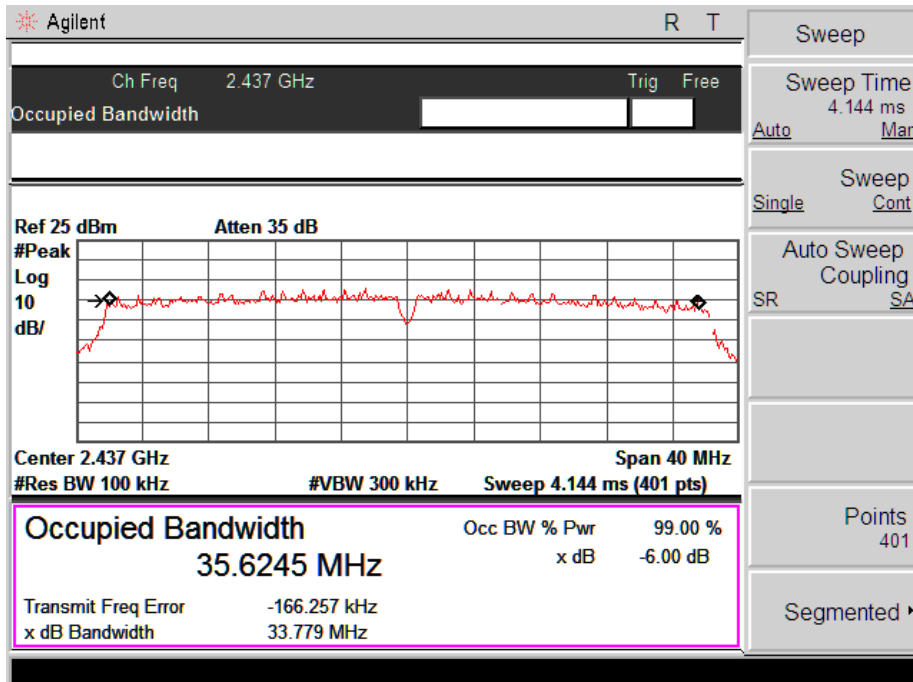 Agilent R T
Ch Freq 2.437 GHz Trig Free
Occupied Bandwidth
Ref 25 dBm Atten 35 dB
#Peak
Log
10
dB/
Center 2.437 GHz Span 40 MHz
#Res BW 100 kHz #VBW 300 kHz Sweep 4.144 ms (401 pts)
Occupied Bandwidth Occ BW % Pwr 99.00 %
35.6245 MHz x dB -6.00 dB
Transmit Freq Error -166.257 kHz
x dB Bandwidth 33.779 MHz
Sweep
Sweep Time
4.144 ms
Auto Man
Sweep
Single Cont
Auto Sweep
Coupling
SR SA
Points
401
Segmented